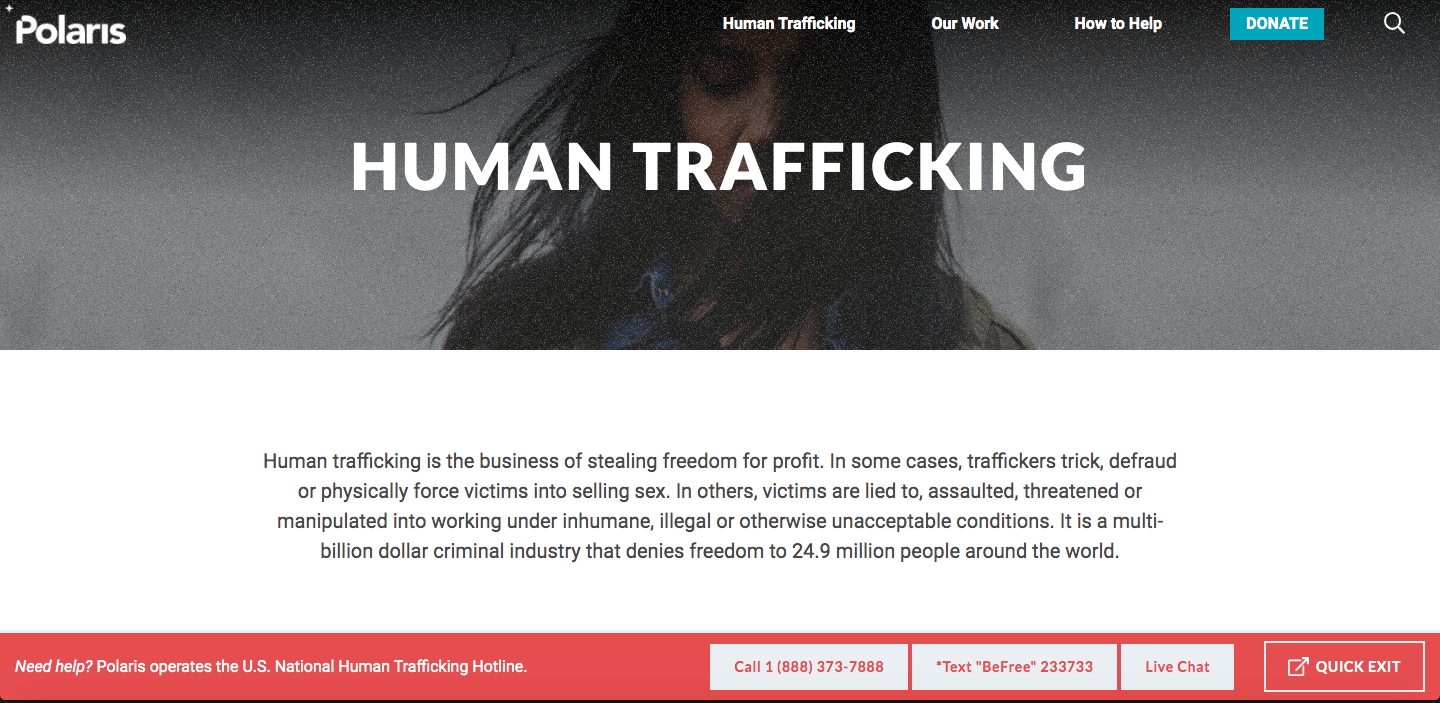 Polaris
Human Trafficking
Our Work
How to Help
DONATE
HUMAN TRAFFICKING
Human trafficking is the business of stealing freedom for profit. In some cases, traffickers trick, defraud
or physically force victims into selling sex. In others, victims are lied to, assaulted, threatened or
manipulated into working under inhumane, illegal or otherwise unacceptable conditions. It is a multi-
billion dollar criminal industry that denies freedom to 24.9 million people around the world.
Need help? Polaris operates the U.S. National Human Trafficking Hotline.
Call 1 (888) 373-7888
*Text "BeFree" 233733
Live Chat
QUICK EXIT